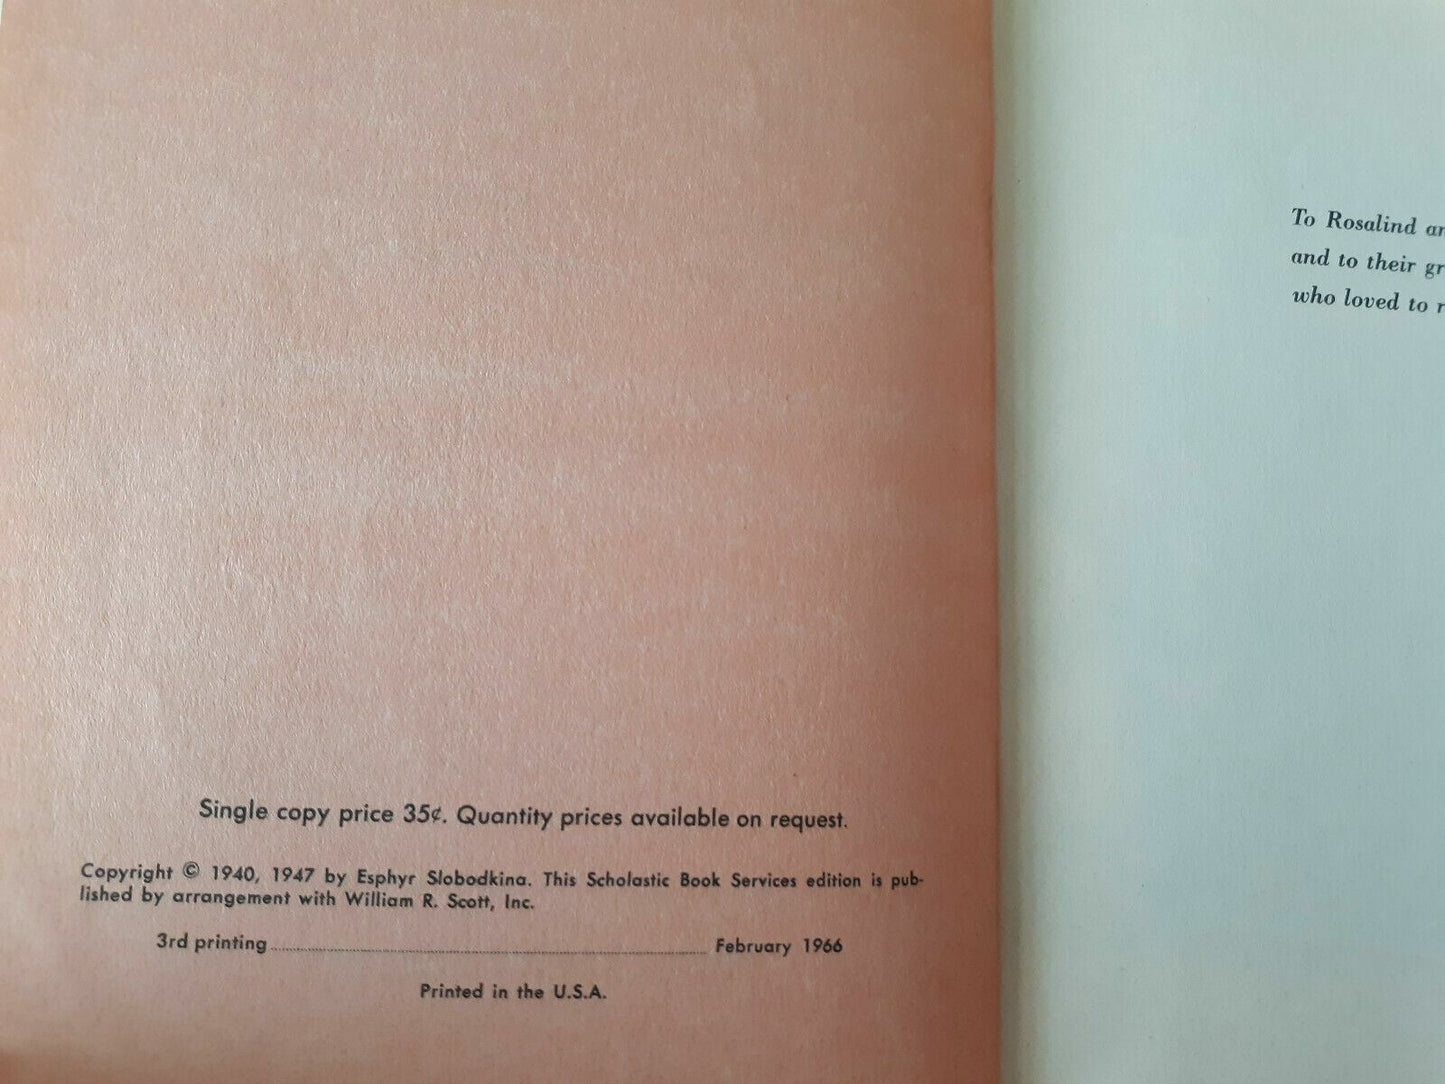 Single copy price 35¢. Quantity prices available on request.
Copyright © 1940, 1947 by Esphyr Slobodkina. This Scholastic Book Services edition is pub-
lished by arrangement with William R. Scott, Inc.
3rd printing........................................ February 1966
Printed in the U.S.A.
To Rosalind
and to their
who loved to